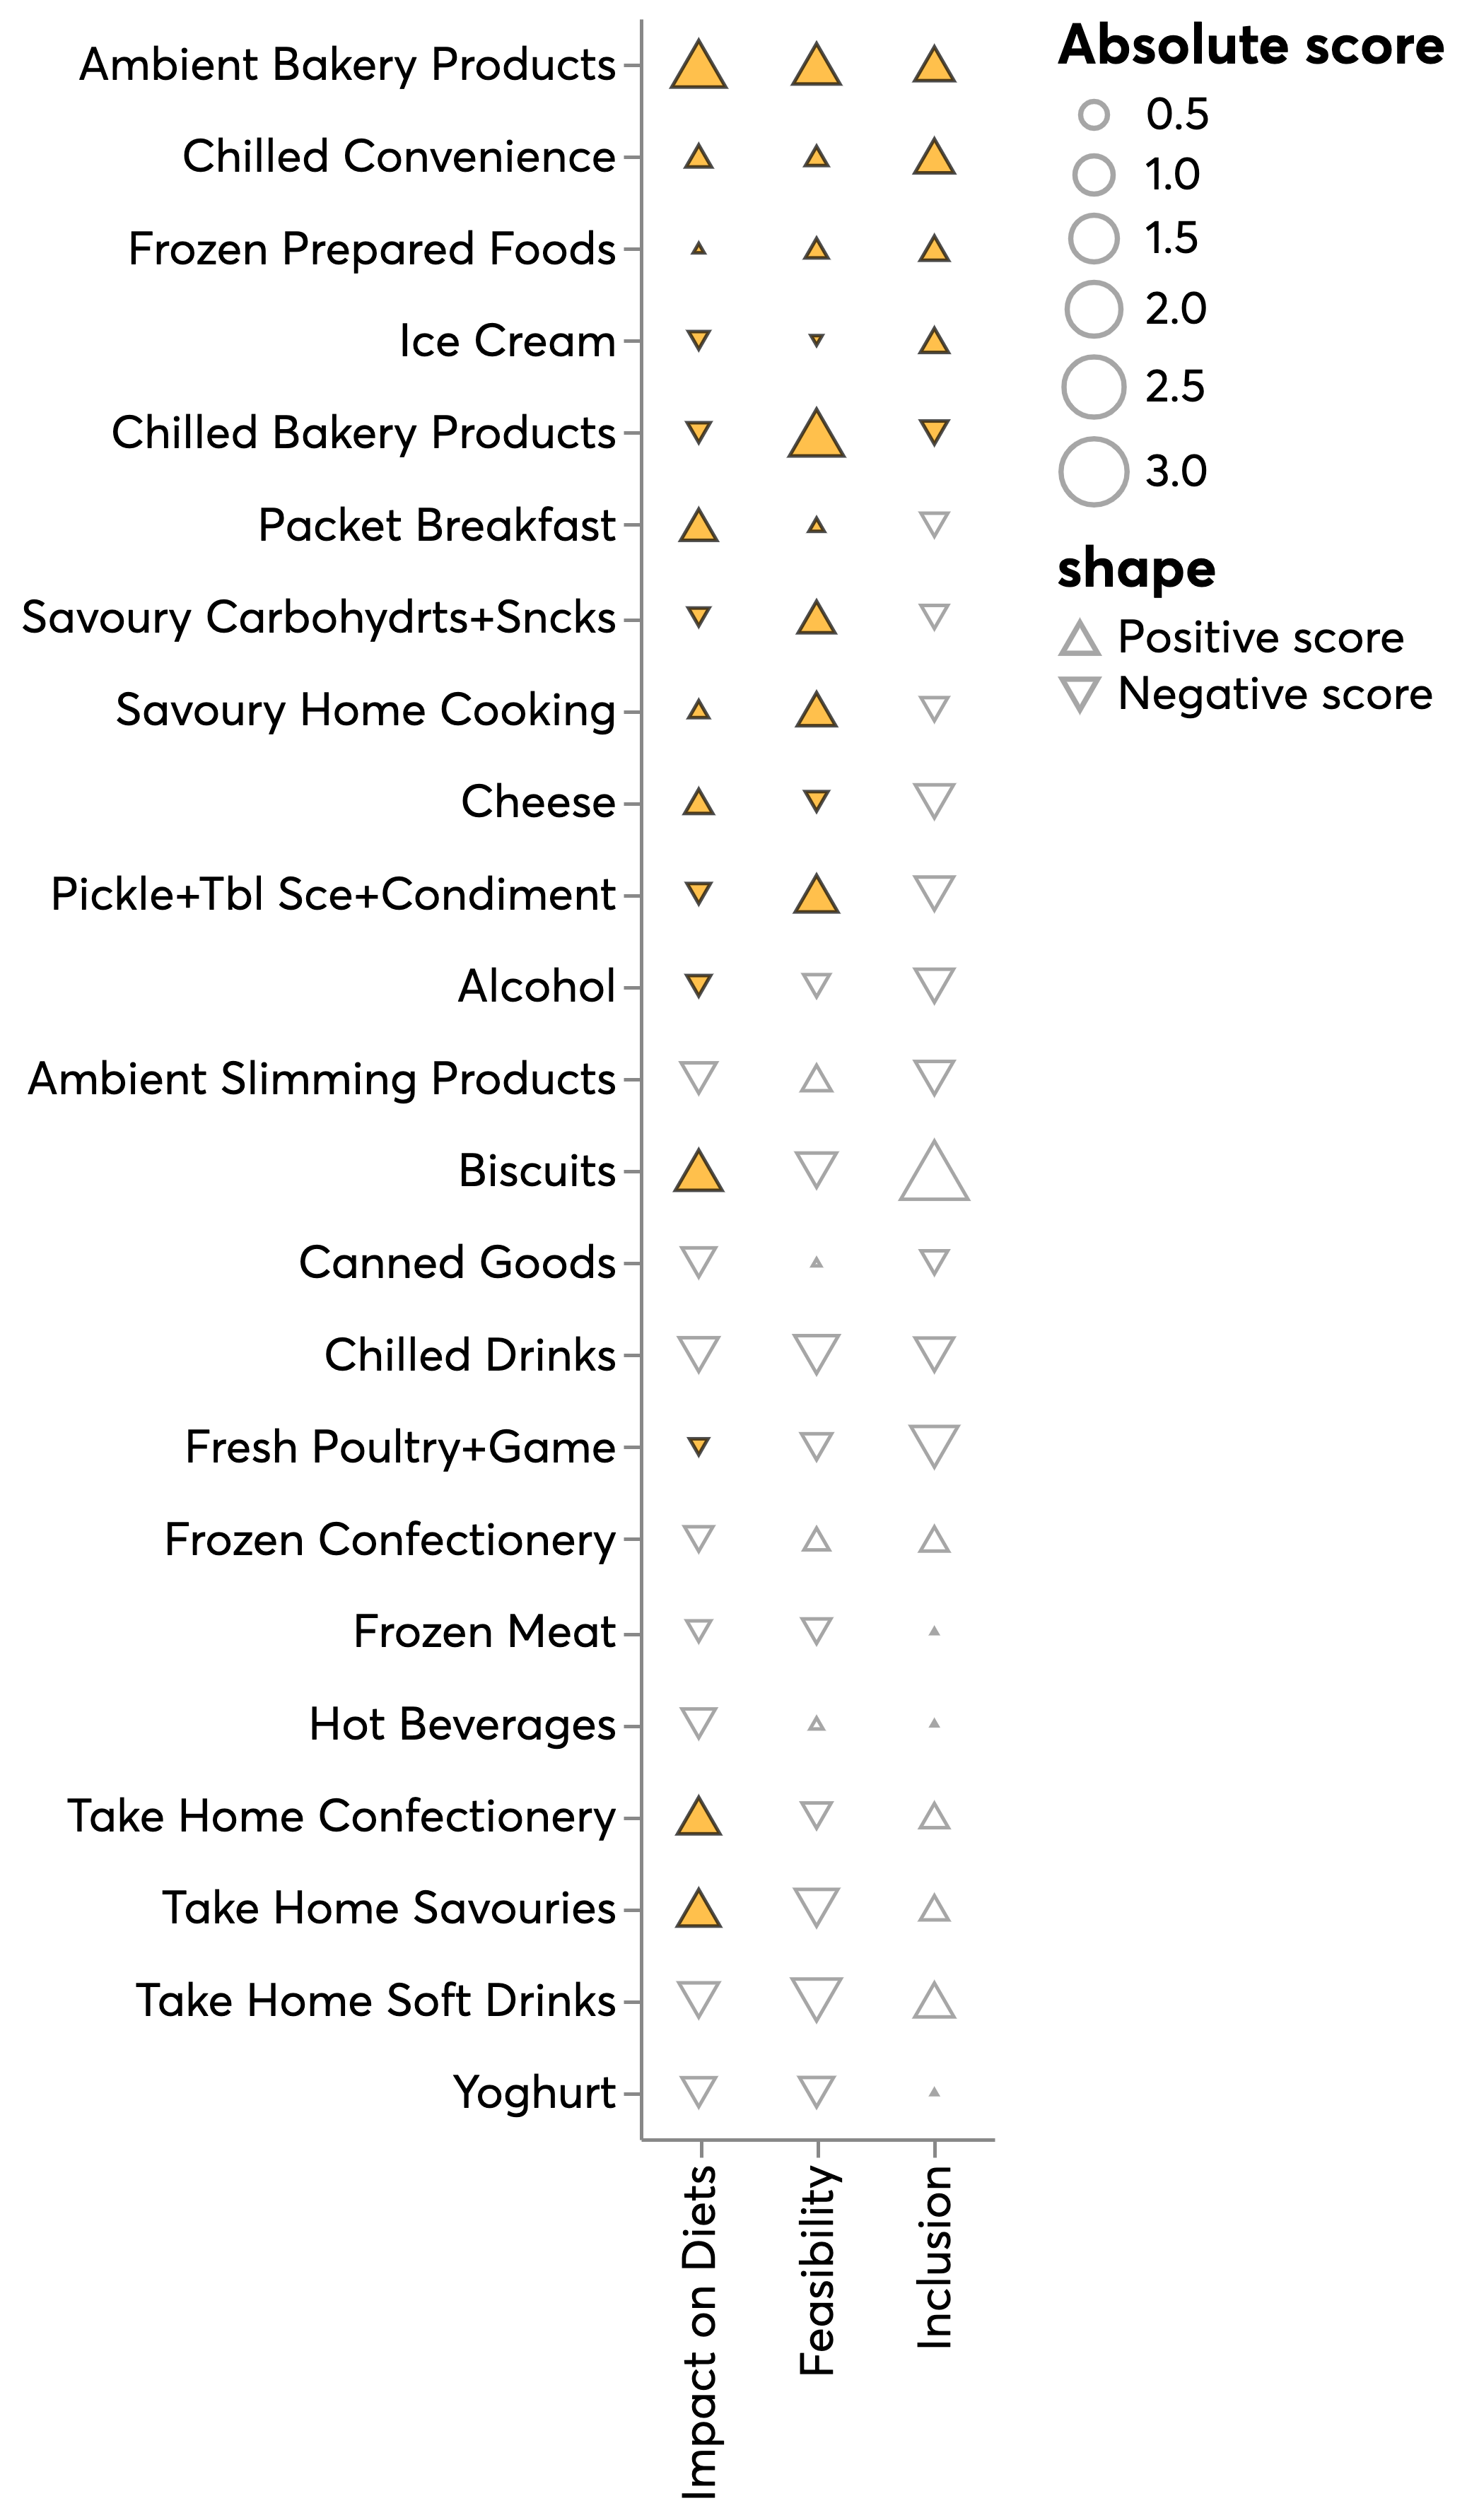 Ambient Bakery Products
Chilled Convenience
Frozen Prepared Foods
Ice Cream
Chilled Bakery Products
Packet Breakfast
Savoury Carbohydrts+Sncks
Savoury Home Cooking
Cheese
Pickle+Tbl Sce+Condiment
Alcohol
Ambient Slimming Products
Biscuits
Canned Goods
Chilled Drinks
Fresh Poultry+Game
Frozen Confectionery
Frozen Meat
Hot Beverages
Take Home Confectionery
Take Home Savouries
Take Home Soft Drinks
Yoghurt
Impact on Diets
Feasibility
Inclusion
Absolute score
0.5
1.0
1.5
2.0
2.5
3.0
shape
Positive score
Negative score